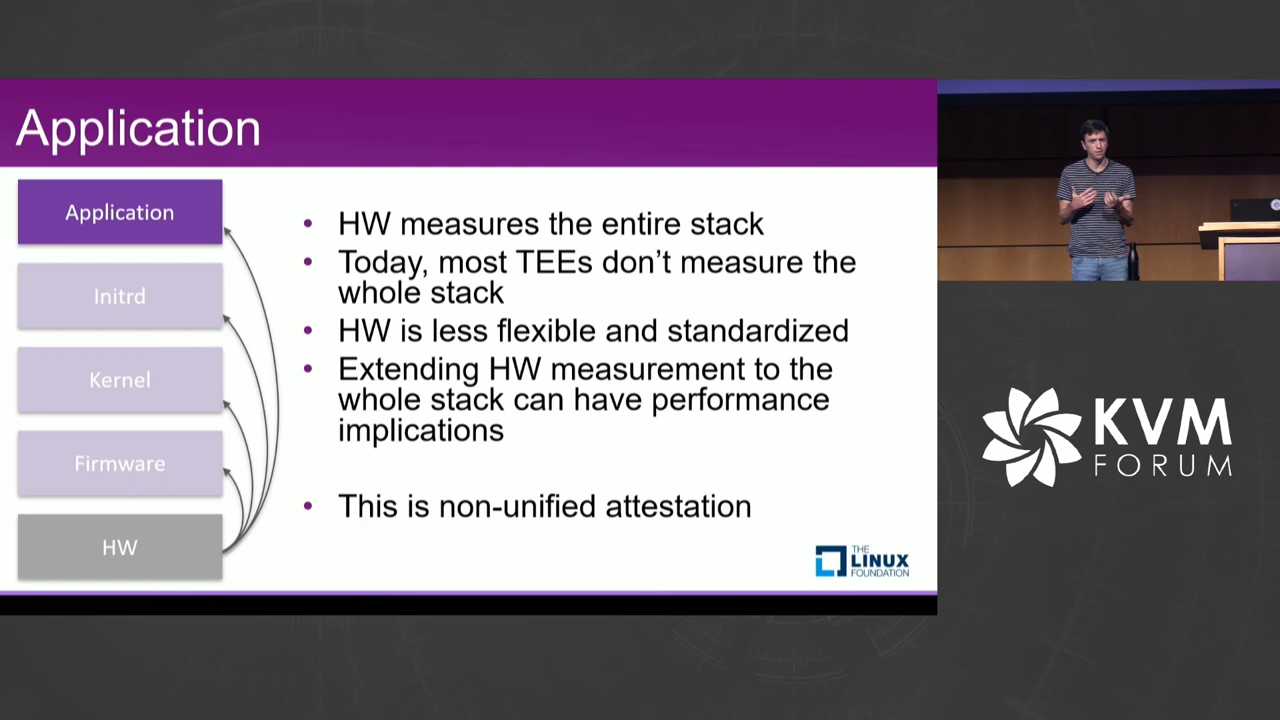 Application
Application
Initrd
Kernel
Firmware
HW
• HW measures the entire stack
• Today, most TEEs don't measure the
whole stack
• HW is less flexible and standardized
• Extending HW measurement to the
whole stack can have performance
implications
• This is non-unified attestation
THE
LINUX
FOUNDATION
KVM
FORUM